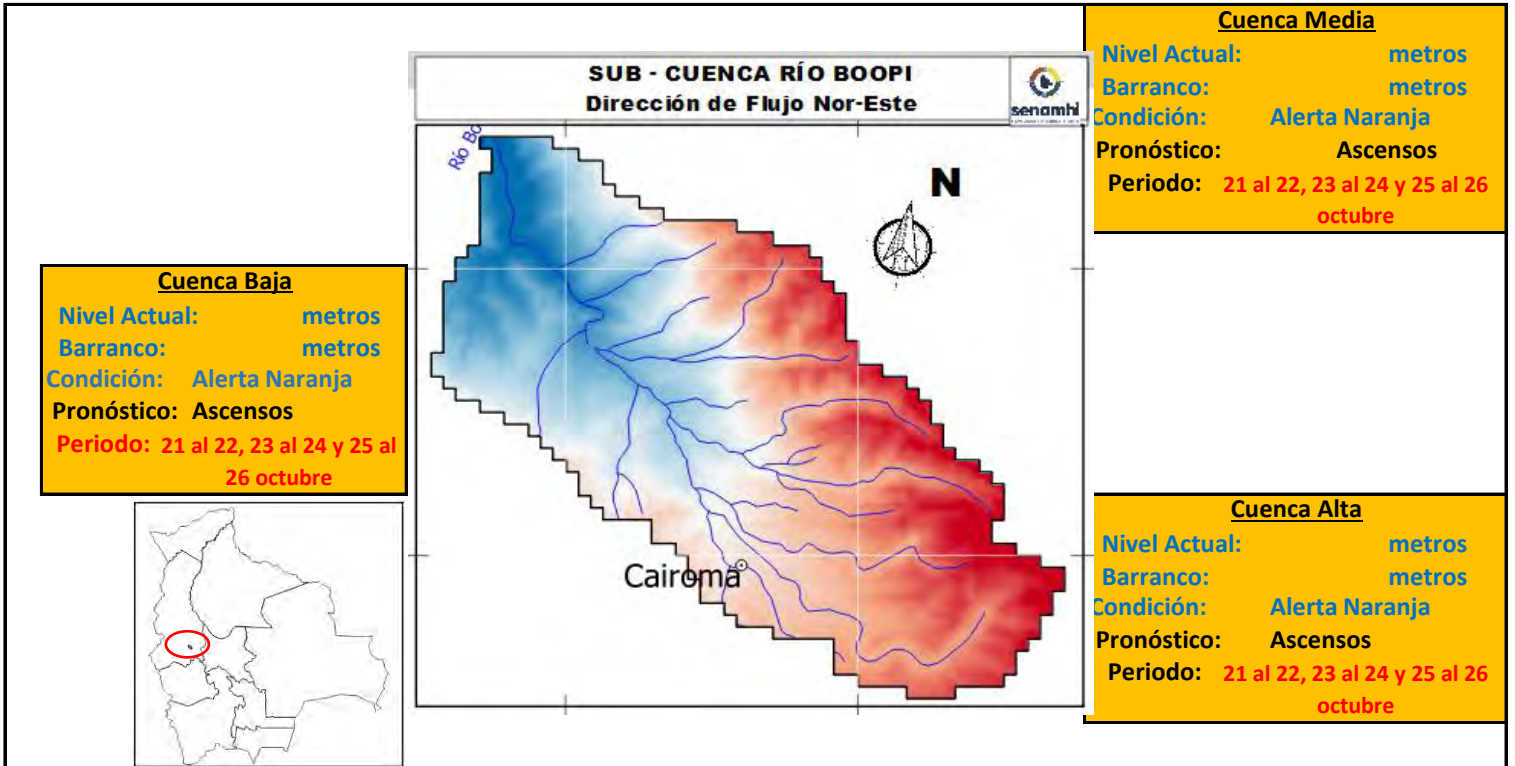 SUB - CUENCA RÍO BOOPI
Dirección de Flujo Nor-Este
senamhi
Río Bo
N
Cairoma
Cuenca Media
Nivel Actual: metros
Barranco: metros
Condición: Alerta Naranja
Pronóstico: Ascensos
Periodo: 21 al 22, 23 al 24 y 25 al 26
octubre
Cuenca Baja
Nivel Actual: metros
Barranco: metros
Condición: Alerta Naranja
Pronóstico: Ascensos
Periodo: 21 al 22, 23 al 24 y 25 al
26 octubre
Cuenca Alta
Nivel Actual: metros
Barranco: metros
Condición: Alerta Naranja
Pronóstico: Ascensos
Periodo: 21 al 22, 23 al 24 y 25 al 26
octubre